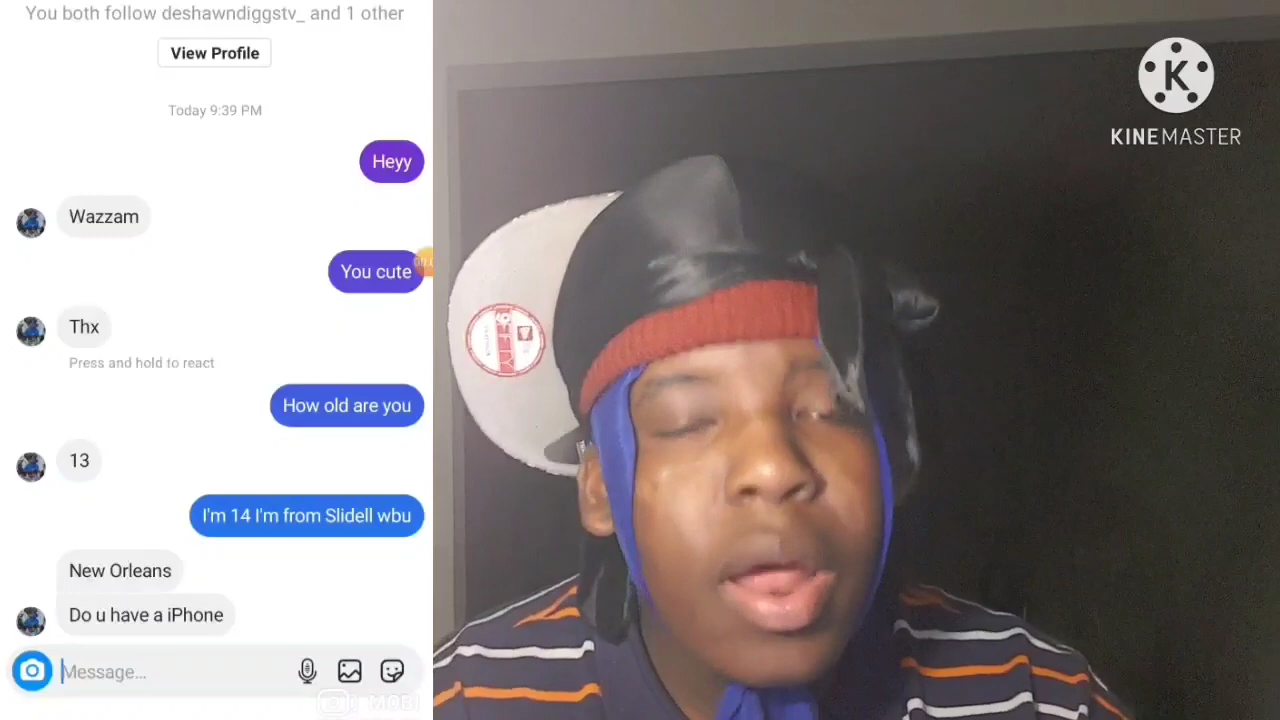 You both follow deshawndiggstv_ and 1 other
View Profile
Today 9:39 PM
Heyy
Wazzam
You cute
Thx
Press and hold to react
How old are you
13
I'm 14 I'm from Slidell wbu
New Orleans
Do u have a iPhone
Message...
K
KINEMASTER